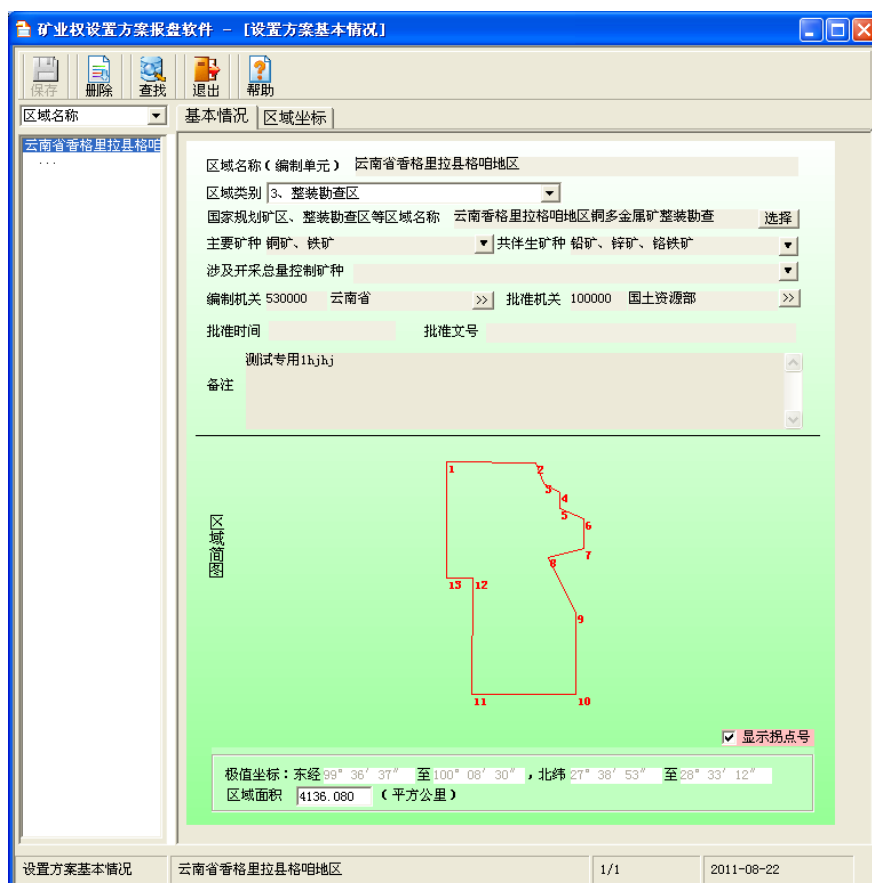 矿业权设置方案报盘软件 - [设置方案基本情况]
保存 删除 查找 退出 帮助
区域名称 基本情况 区域坐标
云南省香格里拉县格咱
...
区域名称(编制单元) 云南省香格里拉县格咱地区
区域类别 3、整装勘查区
国家规划矿区、整装勘查区等区域名称 云南香格里拉格咱地区铜多金属矿整装勘查 选择
主要矿种 铜矿、铁矿 共伴生矿种 铅矿、锌矿、铬铁矿
涉及开采总量控制矿种
编制机关 530000 云南省 >> 批准机关 100000 国土资源部 >>
批准时间 批准文号
测试专用1hjhj
备注
区域简图
1 2
3
4
5
6
7
8
13 12
9
11 10
显示拐点号
极值坐标:东经 99° 36′ 37″ 至 100° 08′ 30″ ,北纬 27° 38′ 53″ 至 28° 33′ 12″
区域面积 4136.080 (平方公里)
设置方案基本情况 云南省香格里拉县格咱地区 1/1 2011-08-22